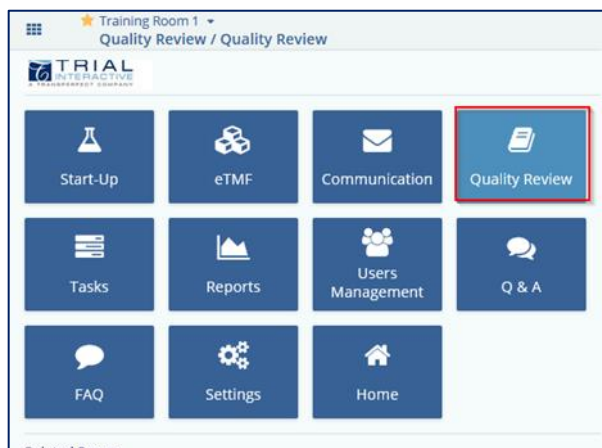 Training Room 1
Quality Review / Quality Review
TRIAL
INTERACTIVE
A TRANSPERFECT COMPANY
Start-Up
eTMF
Communication
Quality Review
Tasks
Reports
Users
Management
Q & A
FAQ
Settings
Home